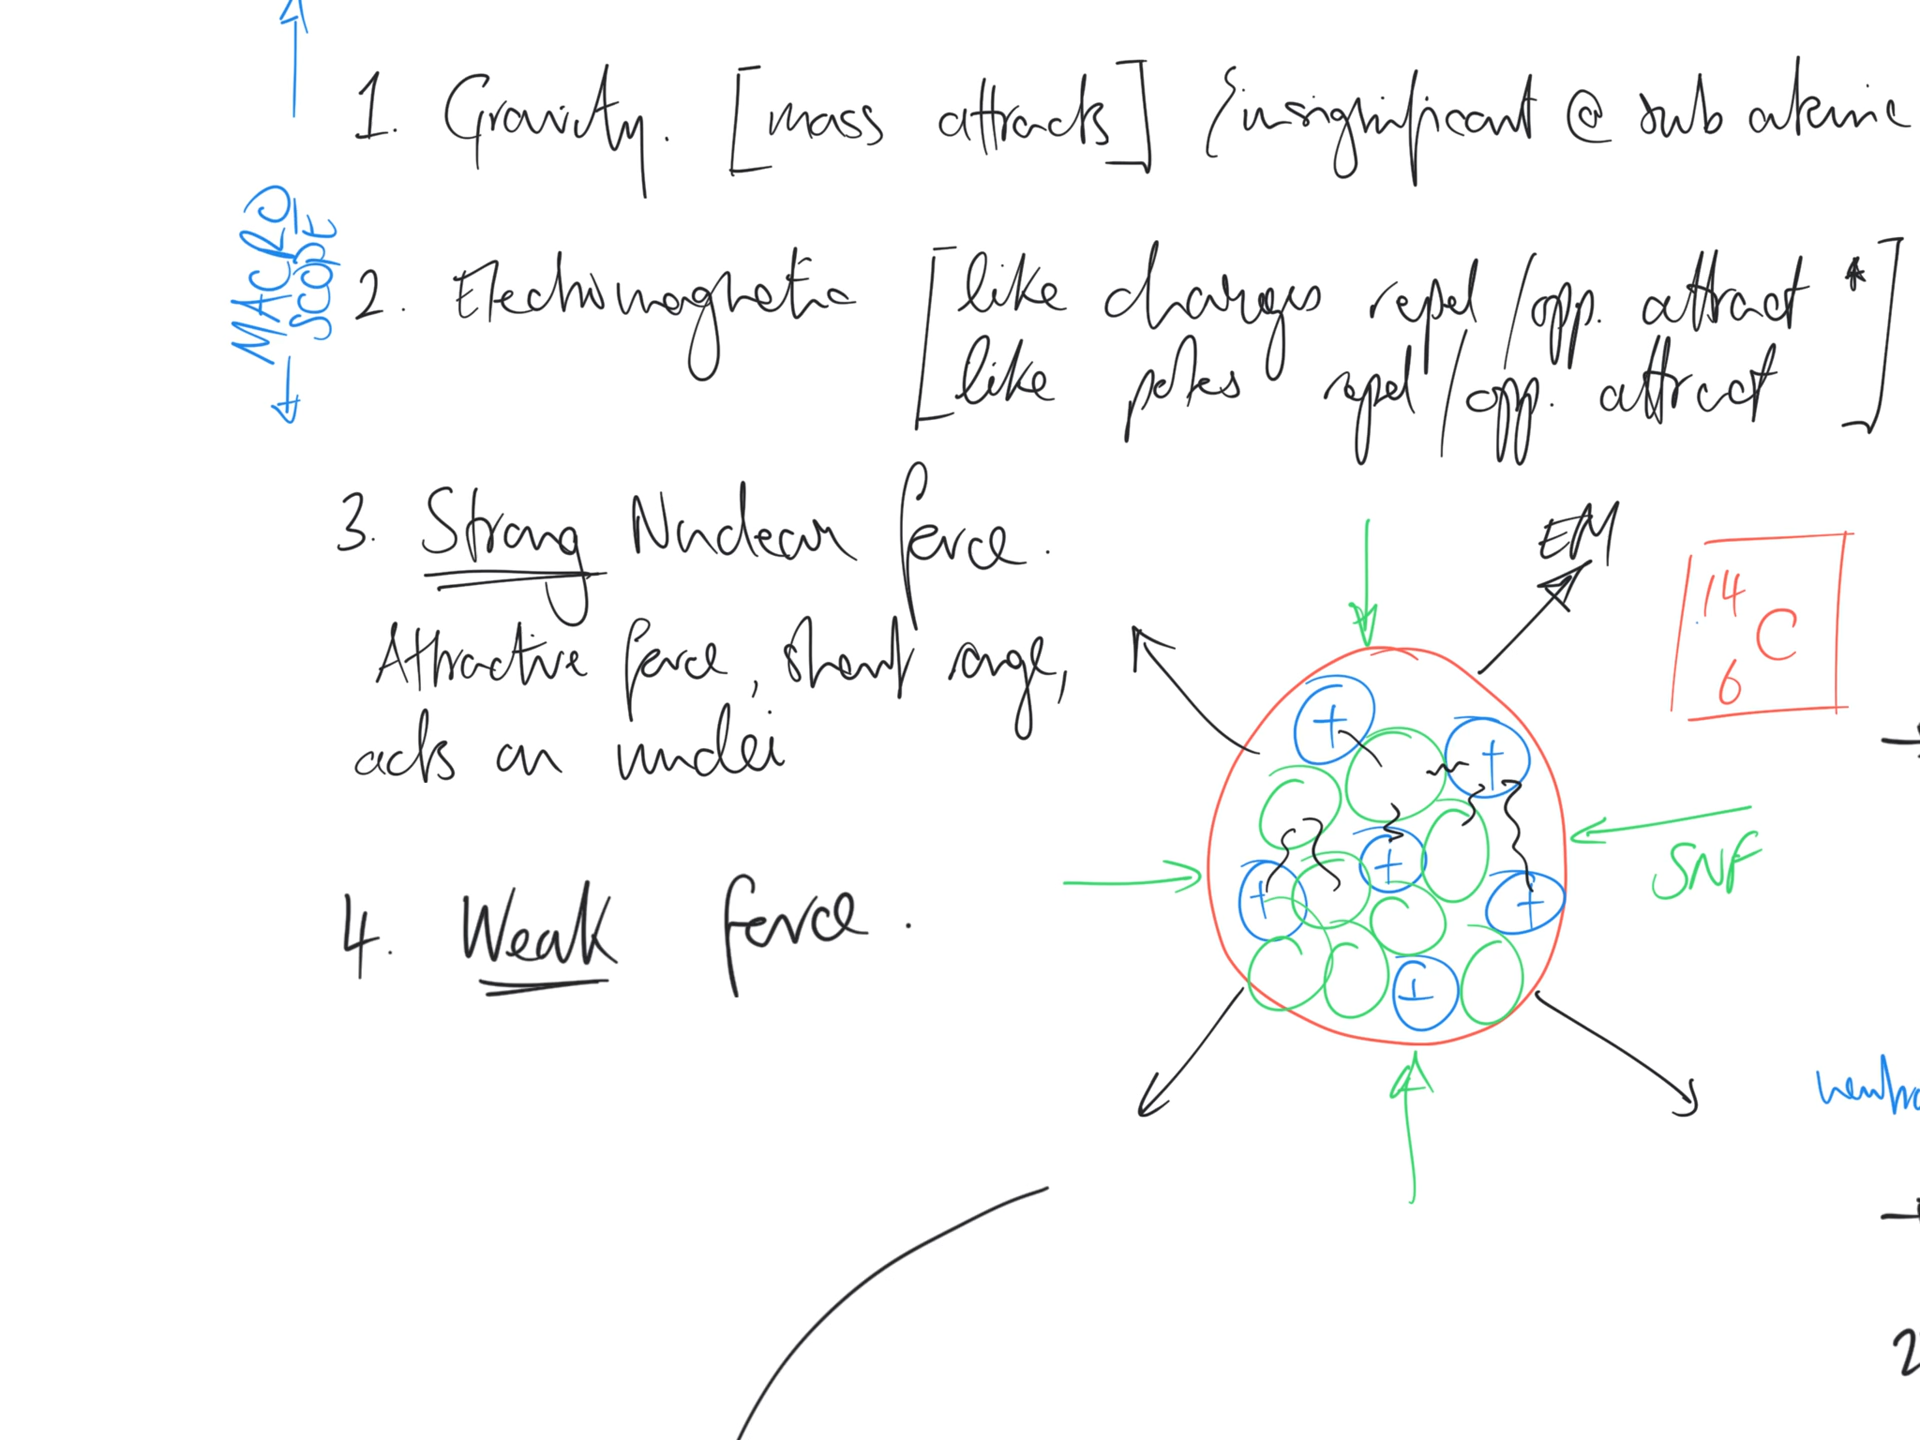 1. Gravity. [mass attracts] {insignificant @ sub atomic
MACRO
SCOPE
2. Electromagnetic [like charges repel / opp. attract *
like poles repel / opp. attract]
3. Strong Nuclear force.
Attractive force, short range,
acts on nuclei
4. Weak force.
EM
14
C
6
SNF
+
+
+
+
+
+
2